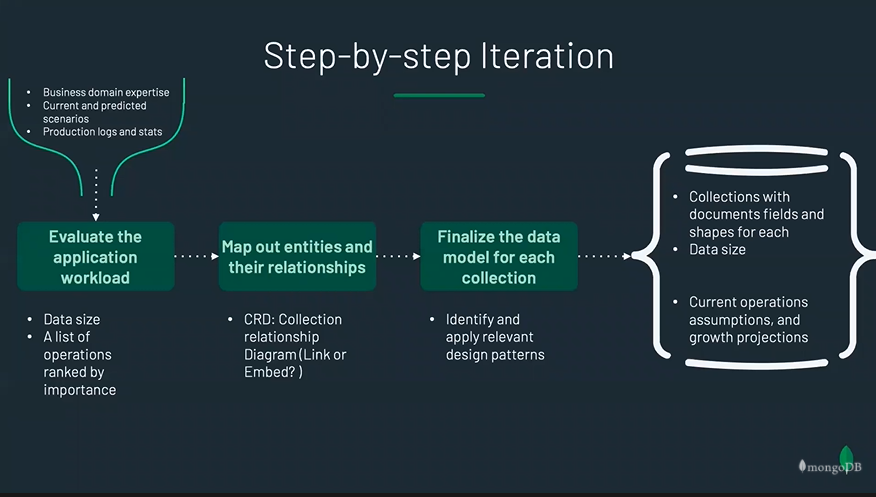 Step-by-step Iteration
• Business domain expertise
• Current and predicted
scenarios
• Production logs and stats
Evaluate the
application
workload
• Data size
• A list of
operations
ranked by
importance
Map out entities and
their relationships
• CRD: Collection
relationship
Diagram (Link or
Embed? )
Finalize the data
model for each
collection
• Identify and
apply relevant
design patterns
• Collections with
documents fields and
shapes for each
• Data size
• Current operations
assumptions, and
growth projections
mongoDB